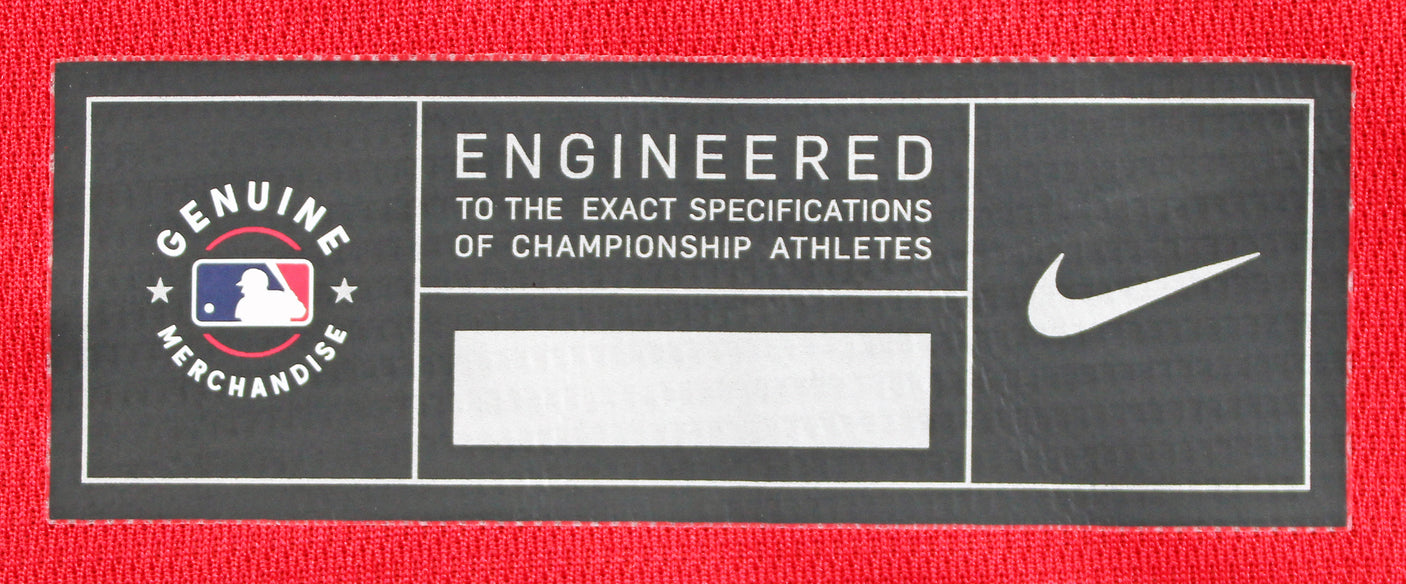 GENUINE
MERCHANDISE
ENGINEERED
TO THE EXACT SPECIFICATIONS
OF CHAMPIONSHIP ATHLETES